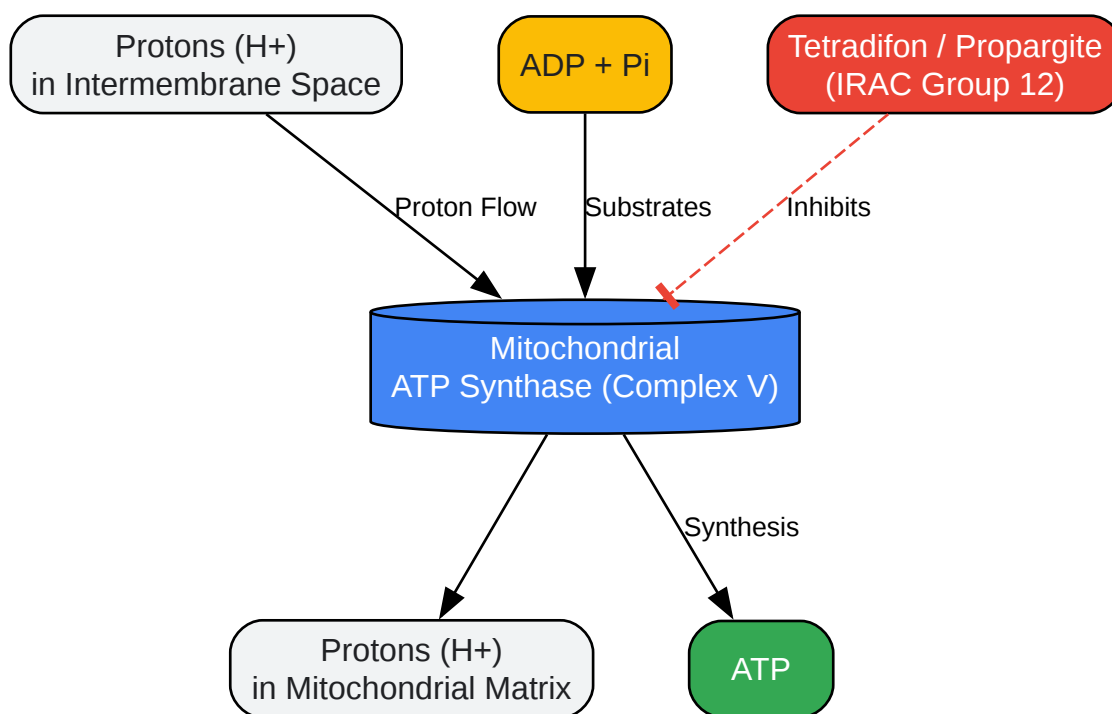 Protons (H+)
in Intermembrane Space
ADP + Pi
Tetradifon / Propargite
(IRAC Group 12)
Proton Flow
Substrates
Inhibits
Mitochondrial
ATP Synthase (Complex V)
Synthesis
Protons (H+)
in Mitochondrial Matrix
ATP